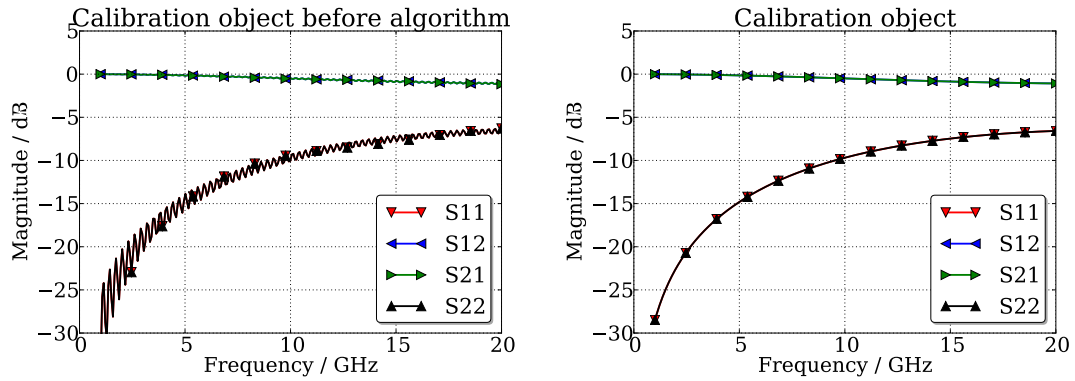 Calibration object before algorithm
5
0
−5
−10
−15
−20
−25
−30
Magnitude / dB
0
5
10
15
20
Frequency / GHz
S11
S12
S21
S22
Calibration object
5
0
−5
−10
−15
−20
−25
−30
Magnitude / dB
0
5
10
15
20
Frequency / GHz
S11
S12
S21
S22